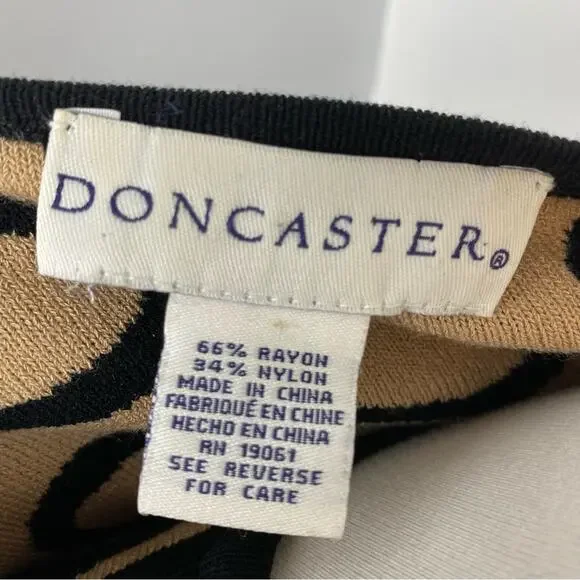 DONCASTER®
66% RAYON
34% NYLON
MADE IN CHINA
FABRIQUÉ EN CHINE
HECHO EN CHINA
RN 19061
SEE REVERSE
FOR CARE